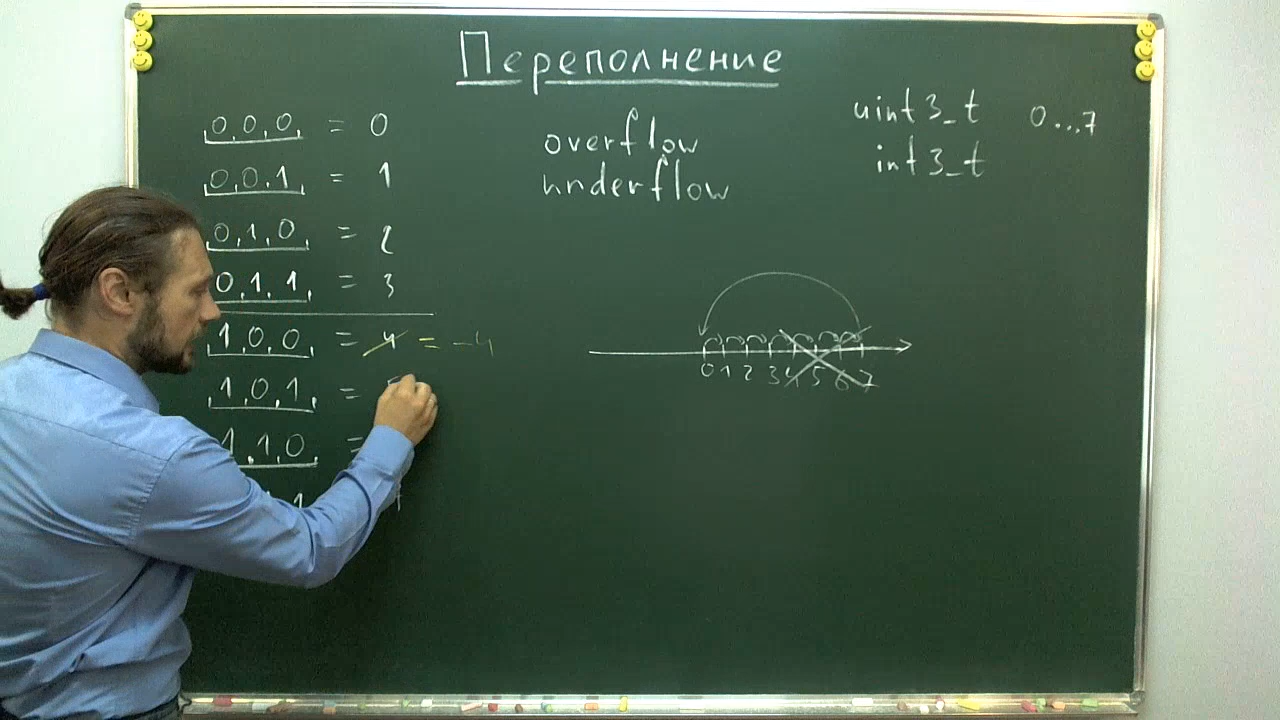 Переполнение
0 0 0 = 0
0 0 1 = 1
0 1 0 = 2
0 1 1 = 3
1 0 0 = 4 = -4
1 0 1 =
1 1 0 =
overflow
underflow
uint3_t 0...7
int3_t
0 1 2 3 4 5 6 7